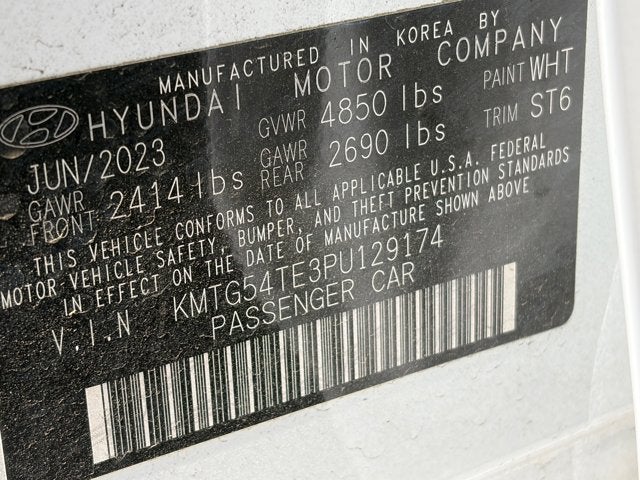 MANUFACTURED IN KOREA BY
HYUNDAI MOTOR COMPANY
JUN/2023 GVWR 4850 lbs PAINT WHT
GAWR FRONT 2414 lbs GAWR REAR 2690 lbs TRIM ST6
THIS VEHICLE CONFORMS TO ALL APPLICABLE U.S.A. FEDERAL
MOTOR VEHICLE SAFETY, BUMPER, AND THEFT PREVENTION STANDARDS
IN EFFECT ON THE DATE OF MANUFACTURE SHOWN ABOVE
V.I.N KMTG54TE3PU129174
PASSENGER CAR